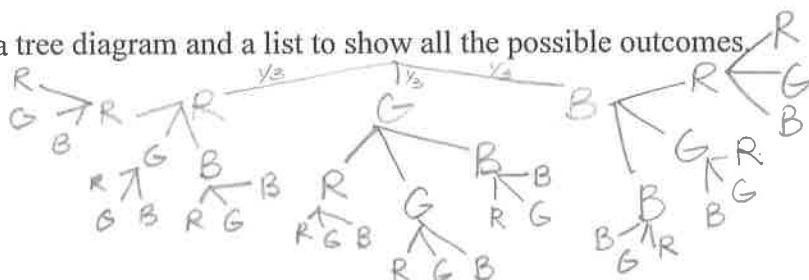 a tree diagram and a list to show all the possible outcomes.
R
R 1/3 1/3 1/3 R G
G B R R G B B
G B G R
R R B B B G
G B R G R G R G B B G
R G B B G R
R G B